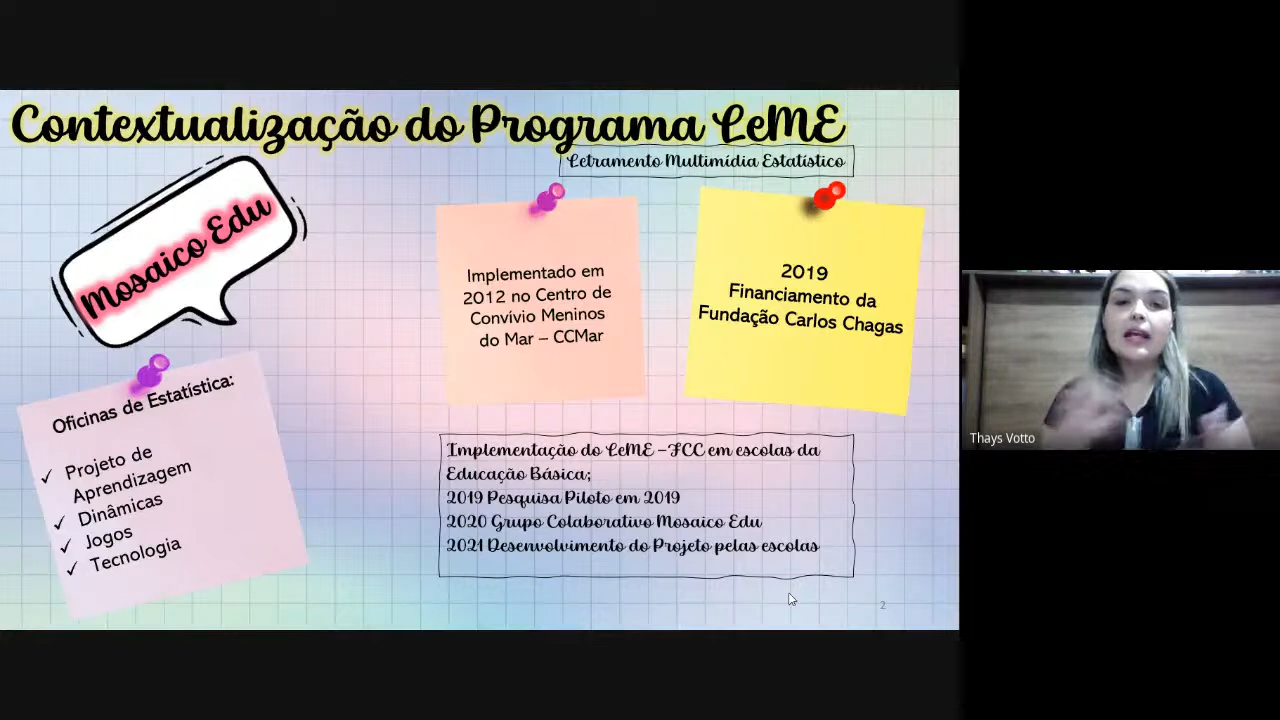 Contextualização do Programa LeME
Letramento Multimídia Estatístico
Mosaico Edu
Implementado em
2012 no Centro de
Convívio Meninos
do Mar – CCMar
2019
Financiamento da
Fundação Carlos Chagas
Oficinas de Estatística:
✓ Projeto de
Aprendizagem
✓ Dinâmicas
✓ Jogos
✓ Tecnologia
Implementação do LeME – FCC em escolas da
Educação Básica;
2019 Pesquisa Piloto em 2019
2020 Grupo Colaborativo Mosaico Edu
2021 Desenvolvimento do Projeto pelas escolas
2
Thays Votto